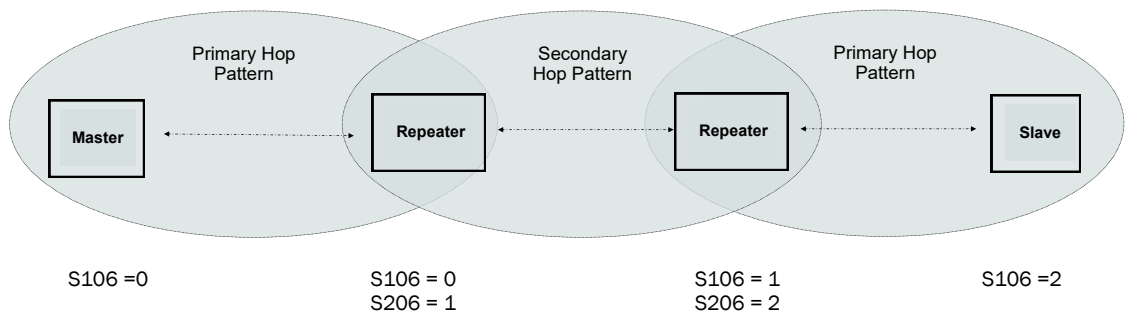 Primary Hop
Pattern
Secondary
Hop Pattern
Primary Hop
Pattern
Master
Repeater
Repeater
Slave
S106 =0
S106 = 0
S206 = 1
S106 = 1
S206 = 2
S106 =2